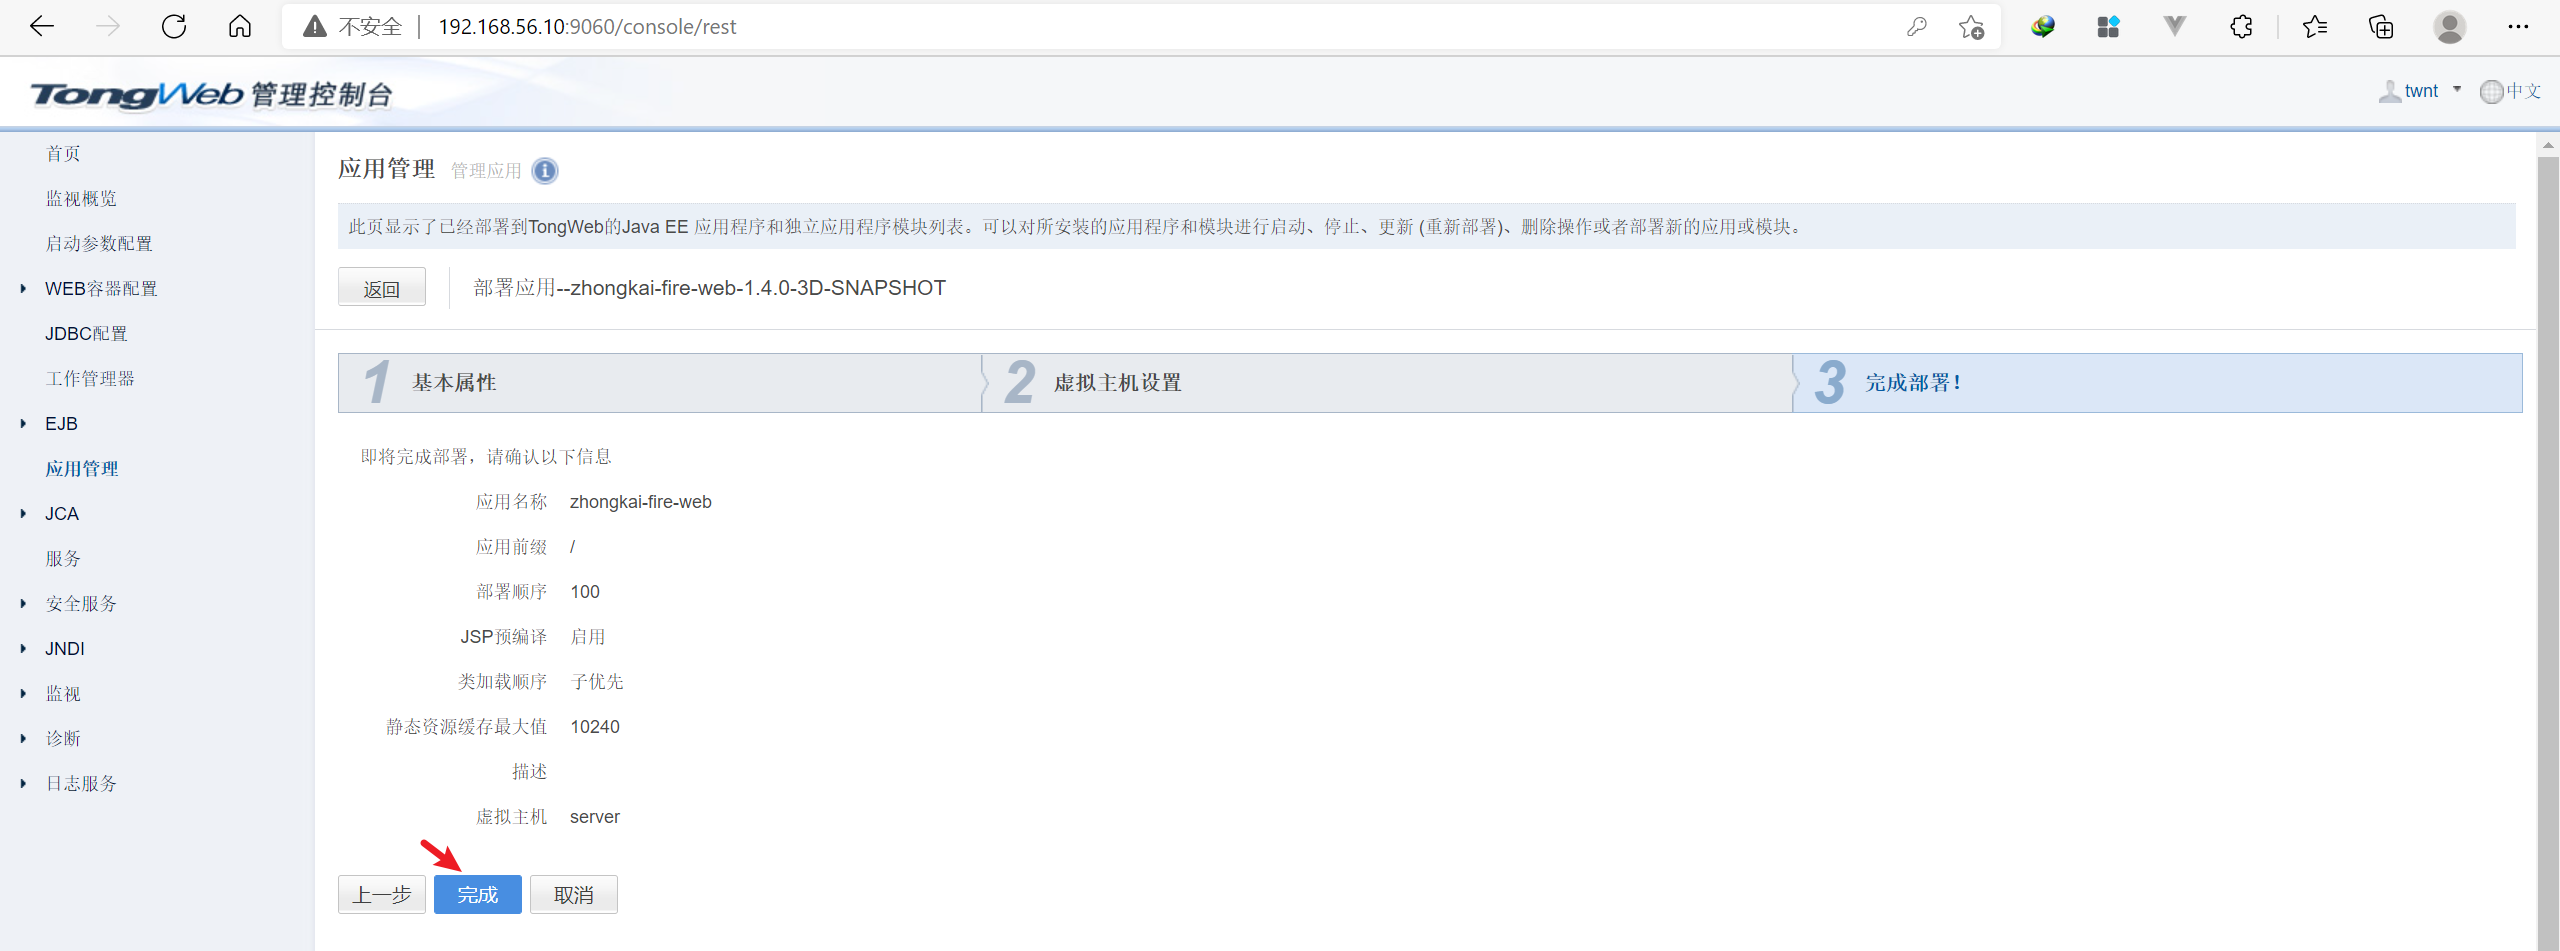 不安全 192.168.56.10:9060/console/rest
TongWeb 管理控制台
twnt 中文
首页
监视概览
启动参数配置
WEB容器配置
JDBC配置
工作管理器
EJB
应用管理
JCA
服务
安全服务
JNDI
监视
诊断
日志服务
应用管理 管理应用
此页显示了已经部署到TongWeb的Java EE 应用程序和独立应用程序模块列表。可以对所安装的应用程序和模块进行启动、停止、更新 (重新部署)、删除操作或者部署新的应用或模块。
返回 部署应用--zhongkai-fire-web-1.4.0-3D-SNAPSHOT
1 基本属性 2 虚拟主机设置 3 完成部署!
即将完成部署，请确认以下信息
应用名称 zhongkai-fire-web
应用前缀 /
部署顺序 100
JSP预编译 启用
类加载顺序 子优先
静态资源缓存最大值 10240
描述
虚拟主机 server
上一步 完成 取消